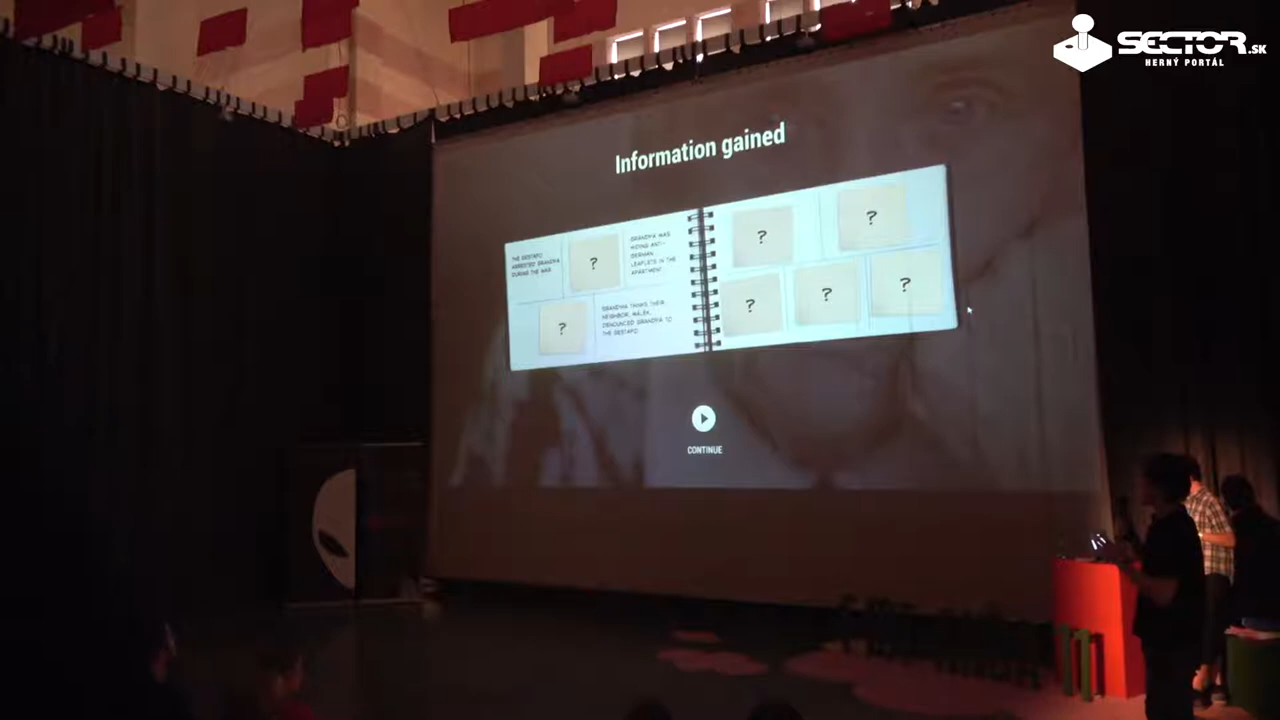 SECTOR.SK
HERNÝ PORTÁL
Information gained
THE GESTAPO
ARRESTED GRANDPA
DURING THE WAR
?
GRANDPA WAS
HIDING ANTI-
GERMAN
LEAFLETS IN THE
APARTMENT
?
GRANDMA THINKS THEIR
NEIGHBOR, MÁLEK,
DENOUNCED GRANDPA TO
THE GESTAPO
?
?
?
?
?
CONTINUE